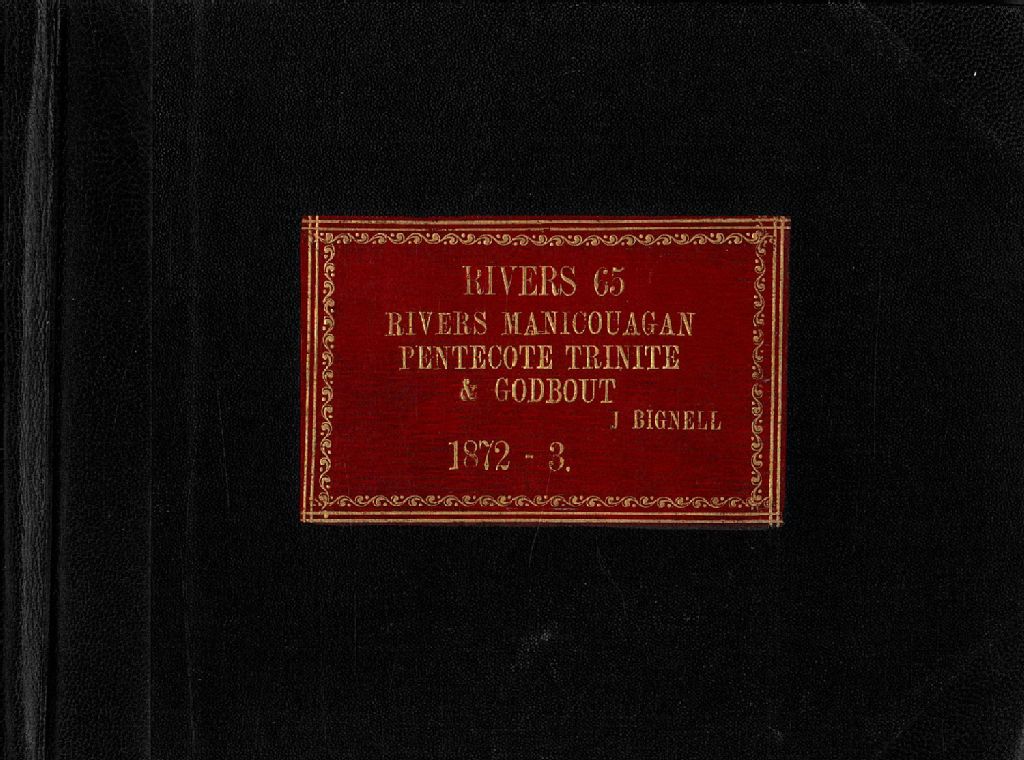 RIVERS 65
RIVERS MANICOUAGAN
PENTECOTE TRINITE
& GODBOUT
J BIGNELL
1872 - 3.